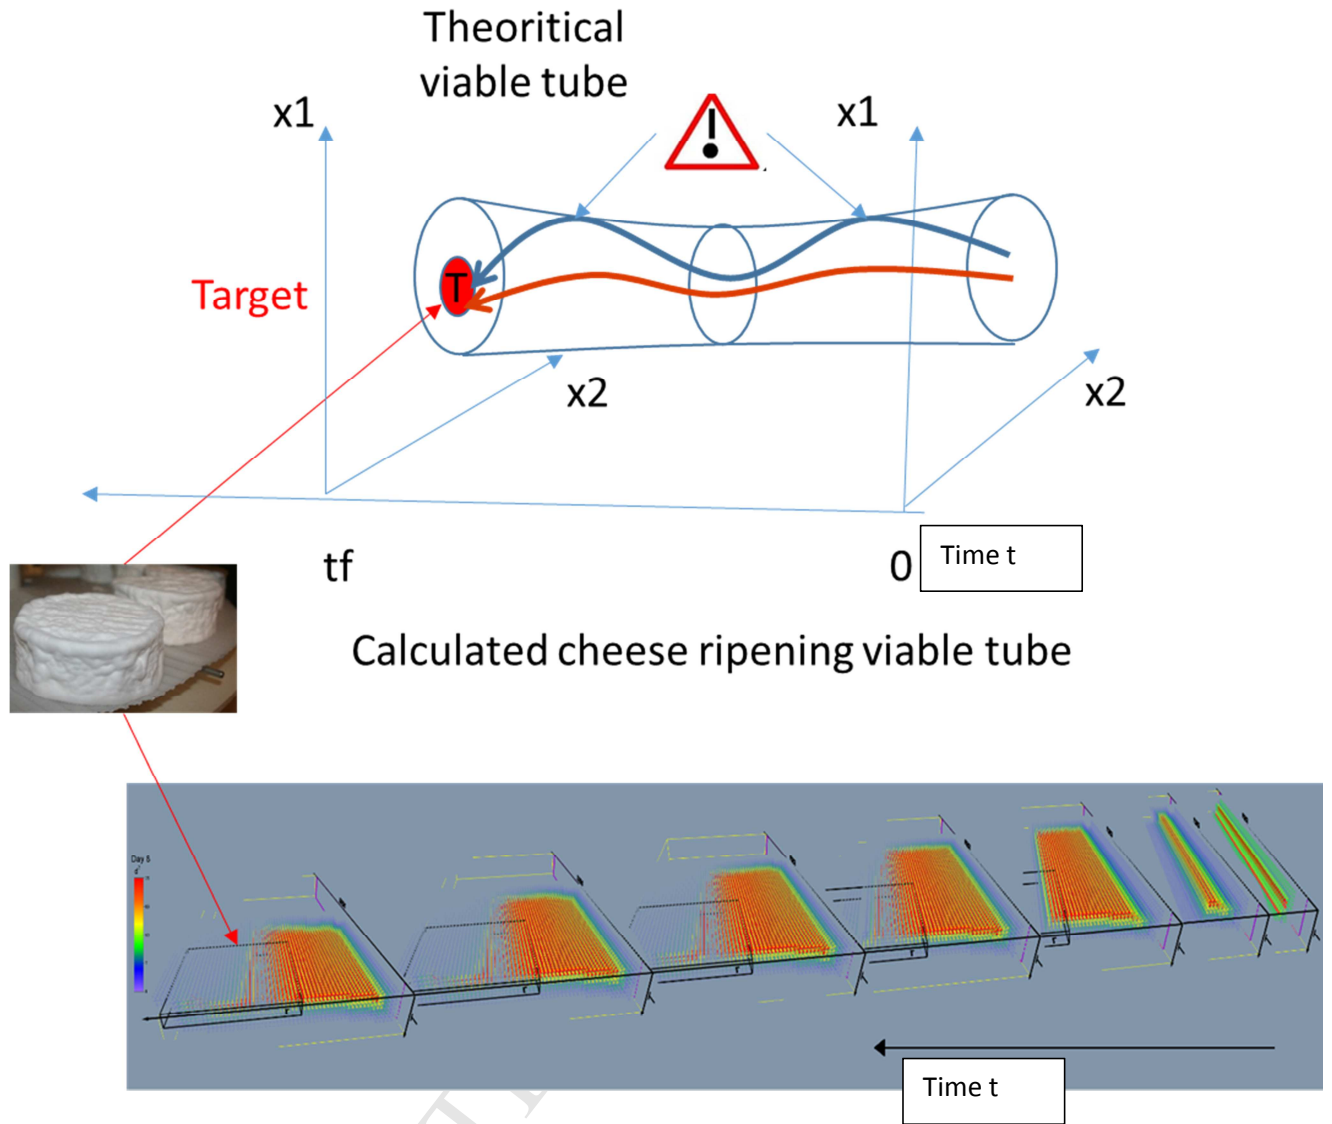 Theoritical
viable tube
x1
x1
!
Target
T
x2
x2
tf
0
Time t
Calculated cheese ripening viable tube
Time t